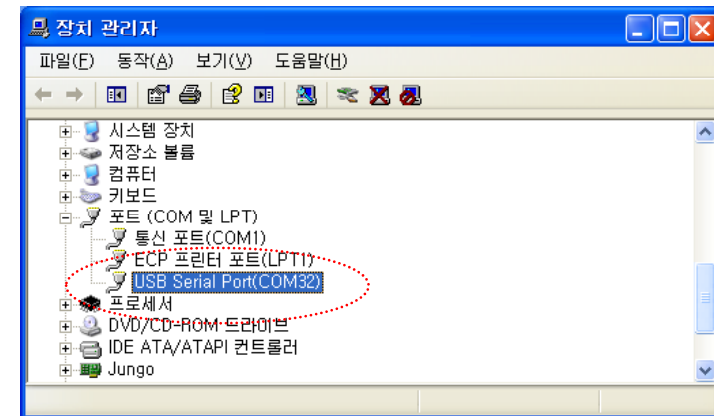 장치 관리자
파일(F) 동작(A) 보기(V) 도움말(H)
시스템 장치
저장소 볼륨
컴퓨터
키보드
포트 (COM 및 LPT)
통신 포트(COM1)
ECP 프린터 포트(LPT1)
USB Serial Port(COM32)
프로세서
DVD/CD-ROM 드라이브
IDE ATA/ATAPI 컨트롤러
Jungo